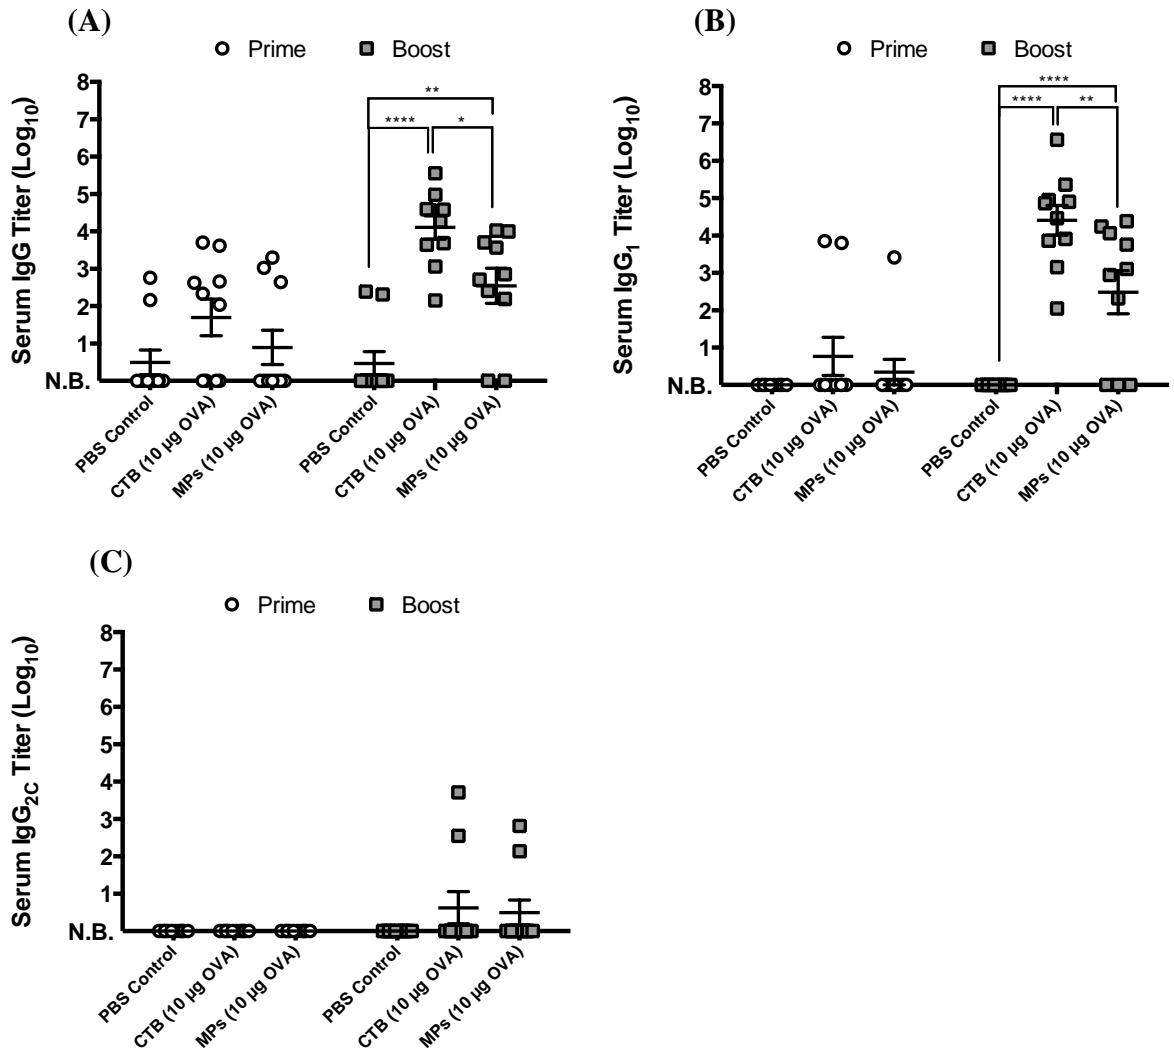 (A)
Prime Boost
Serum IgG Titer (Log10)
8
7
6
5
4
3
2
1
N.B.
**
**** *
PBS Control
CTB (10 µg OVA)
MPs (10 µg OVA)
PBS Control
CTB (10 µg OVA)
MPs (10 µg OVA)
(B)
Prime Boost
Serum IgG1 Titer (Log10)
8
7
6
5
4
3
2
1
N.B.
****
**** **
PBS Control
CTB (10 µg OVA)
MPs (10 µg OVA)
PBS Control
CTB (10 µg OVA)
MPs (10 µg OVA)
(C)
Prime Boost
Serum IgG2C Titer (Log10)
8
7
6
5
4
3
2
1
N.B.
PBS Control
CTB (10 µg OVA)
MPs (10 µg OVA)
PBS Control
CTB (10 µg OVA)
MPs (10 µg OVA)